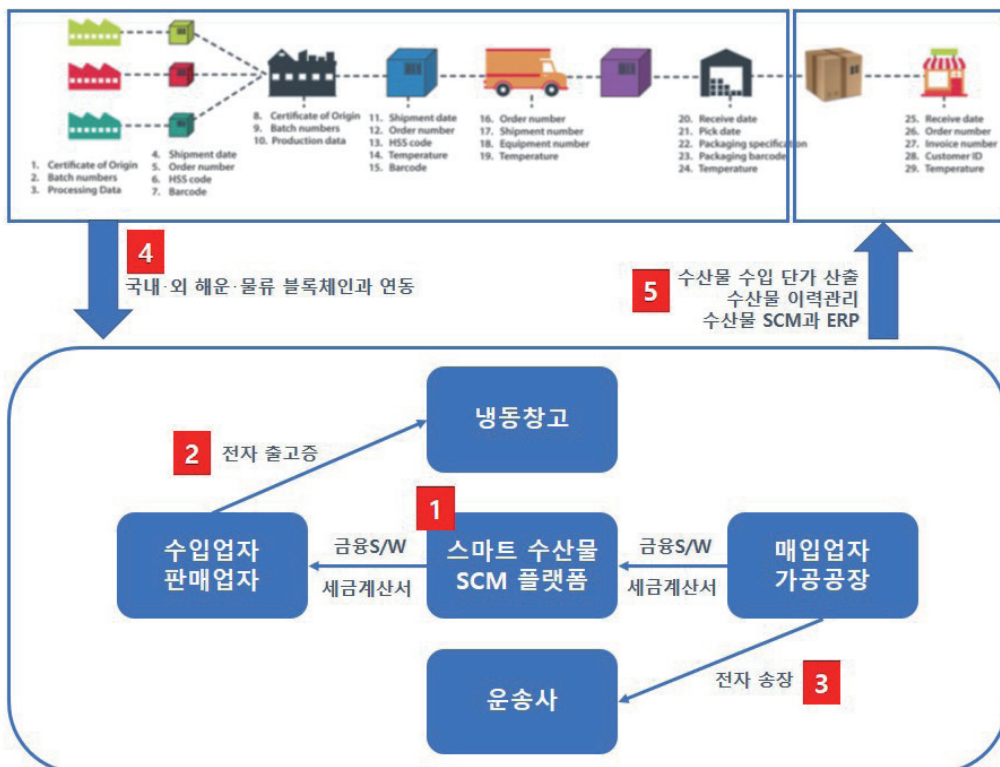 1. Certificate of Origin
2. Batch numbers
3. Processing Data
4. Shipment date
5. Order number
6. HSS code
7. Barcode
8. Certificate of Origin
9. Batch numbers
10. Production data
11. Shipment date
12. Order number
13. HSS code
14. Temperature
15. Barcode
16. Order number
17. Shipment number
18. Equipment number
19. Temperature
20. Receive date
21. Pick date
22. Packaging specification
23. Packaging barcode
24. Temperature
25. Receive date
26. Order number
27. Invoice number
28. Customer ID
29. Temperature
4
국내·외 해운·물류 블록체인과 연동
5
수산물 수입 단가 산출
수산물 이력관리
수산물 SCM과 ERP
냉동창고
2
전자 출고증
1
수입업자
판매업자
금융S/W
세금계산서
스마트 수산물
SCM 플랫폼
금융S/W
세금계산서
매입업자
가공공장
운송사
전자 송장
3